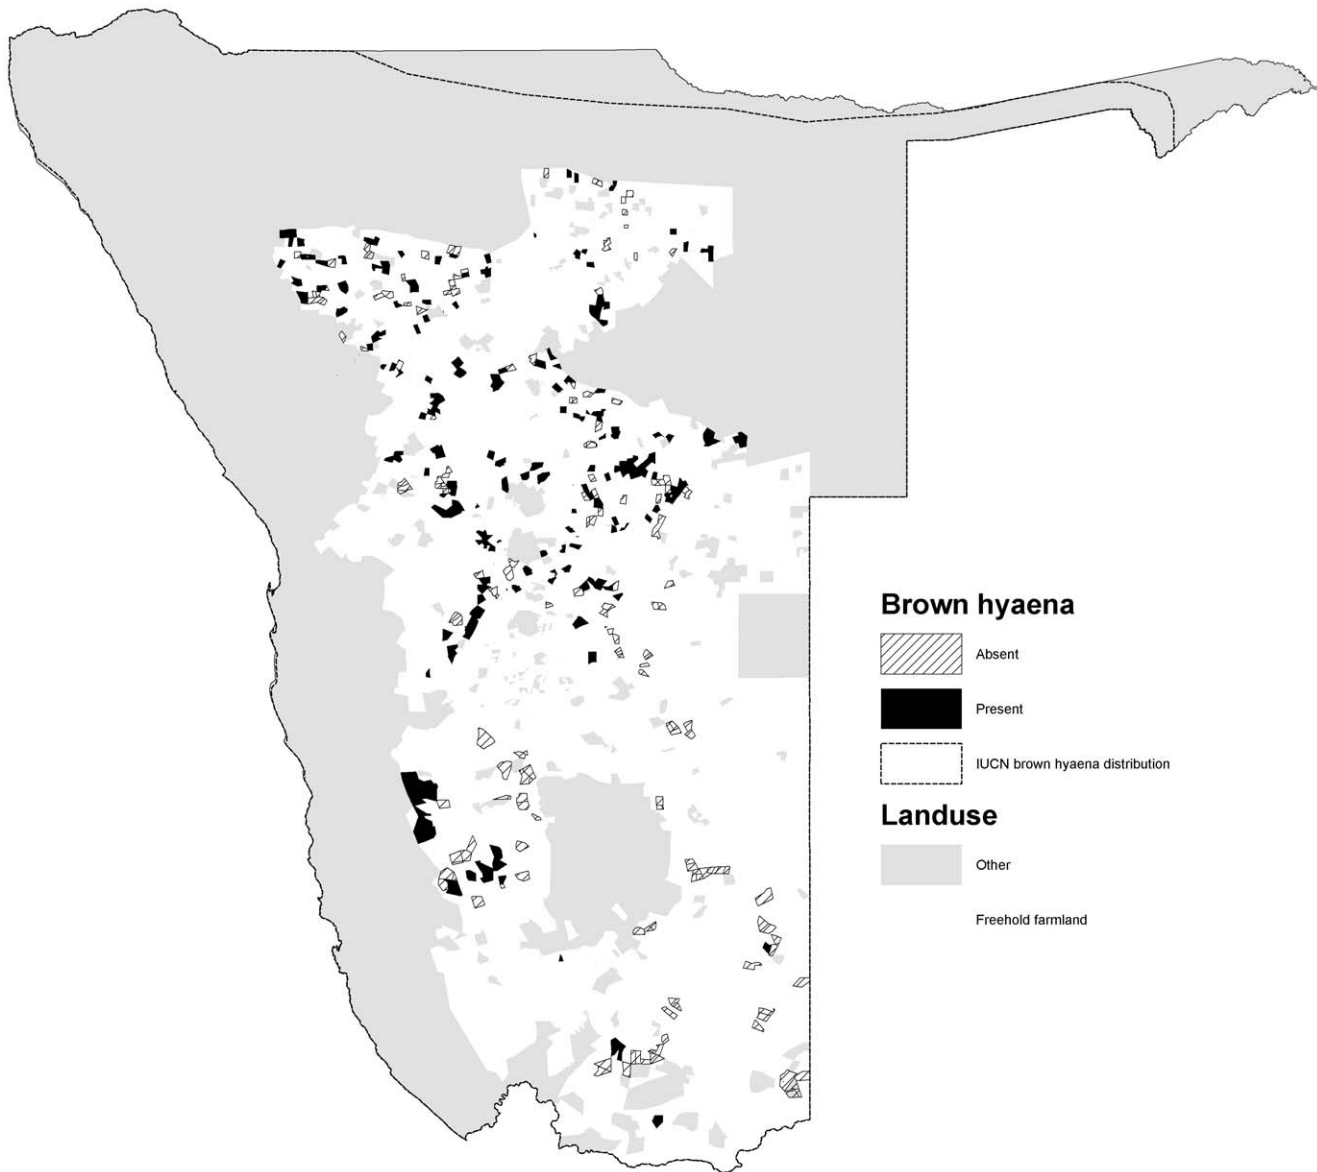 Brown hyaena
Absent
Present
IUCN brown hyaena distribution
Landuse
Other
Freehold farmland